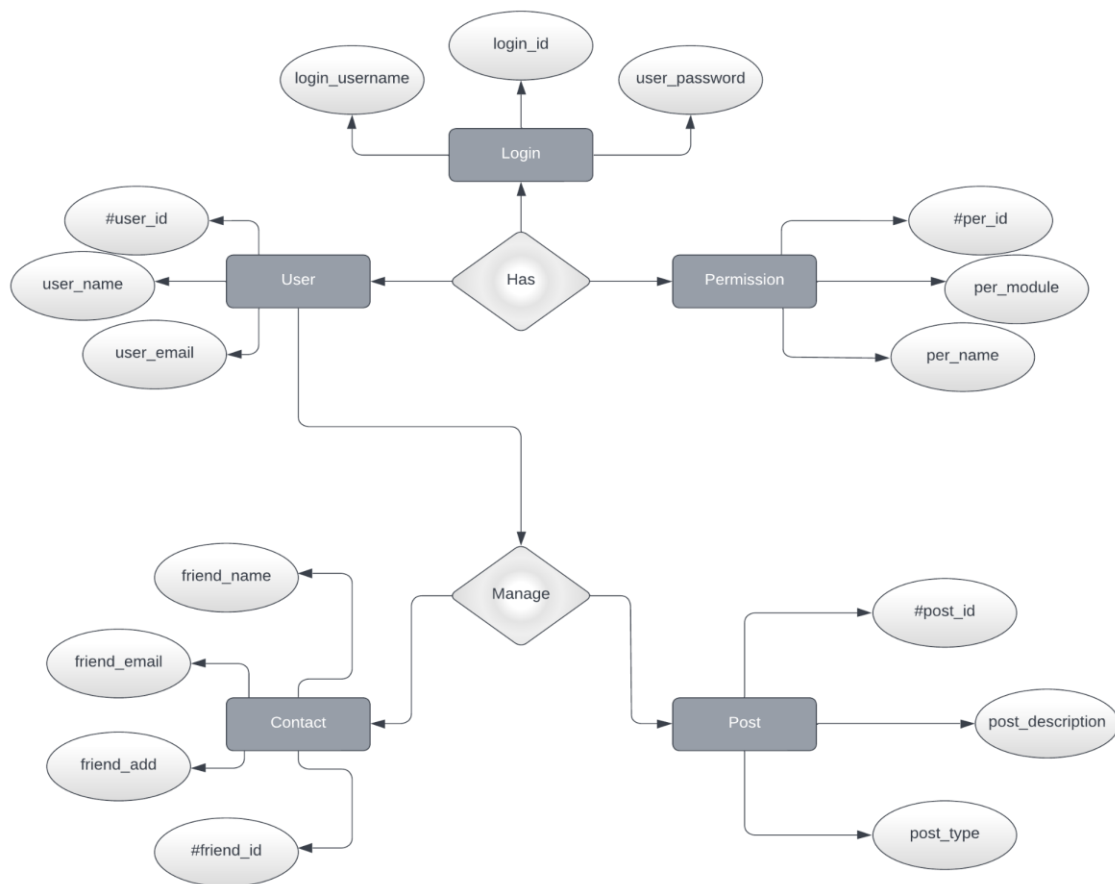 login_id
login_username
user_password
Login
#user_id
#per_id
User
Has
Permission
user_name
per_module
user_email
per_name
friend_name
Manage
#post_id
friend_email
Contact
Post
post_description
friend_add
post_type
#friend_id